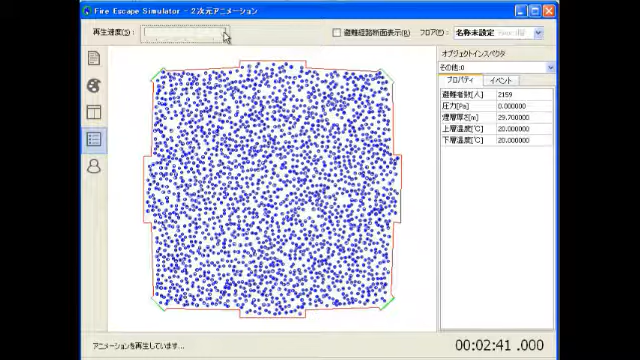 Fire Escape Simulator - 2次元アニメーション
再生速度(S):
避難経路断面表示(R)
フロア(F): 名称未設定
オブジェクトインスペクタ
その他:0
プロパティ イベント
避難者数[人] 2159
圧力[Pa] 0.000000
煙層厚さ[m] 29.700000
上層温度[℃] 20.000000
下層温度[℃] 20.000000
アニメーションを再生しています...
00:02:41 .000